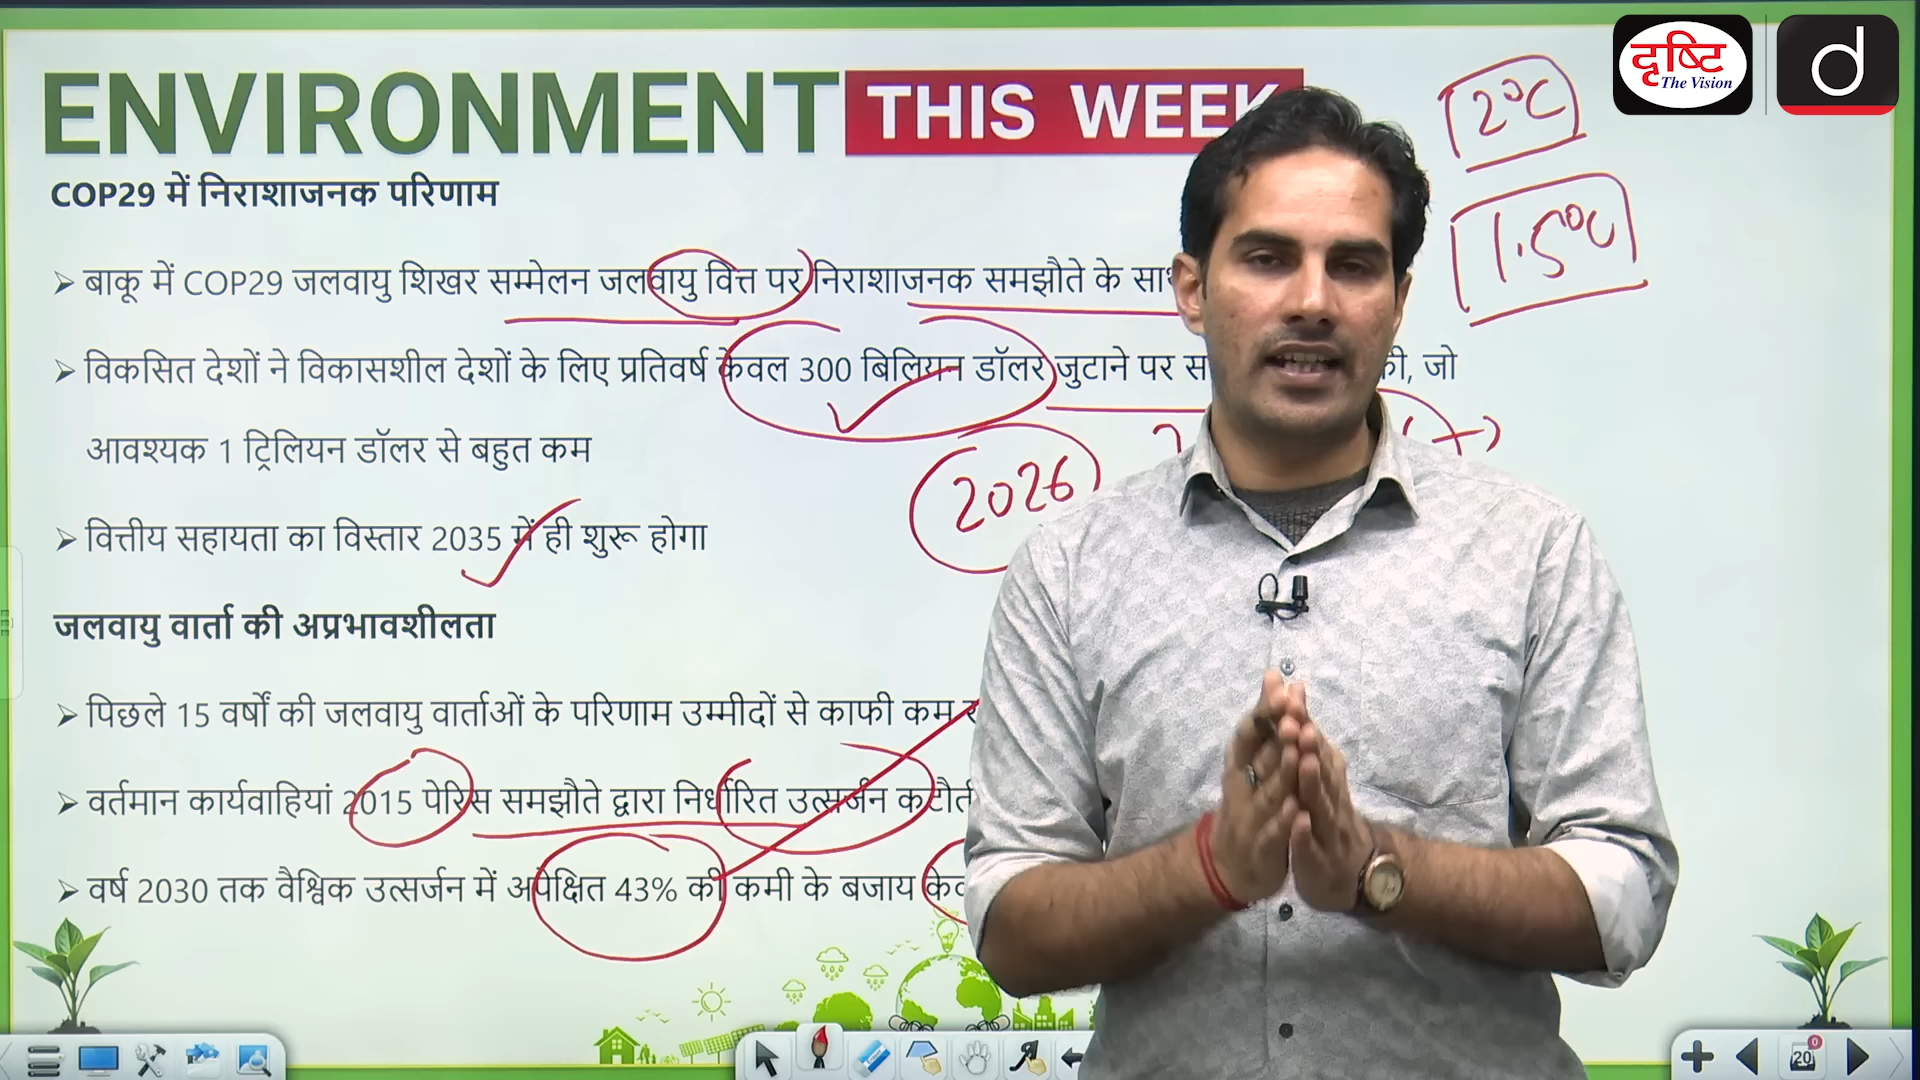 दृष्टि
The Vision
d
ENVIRONMENT THIS WEEK
2°C
1.5°C
COP29 में निराशाजनक परिणाम
➢ बाकू में COP29 जलवायु शिखर सम्मेलन जलवायु वित्त पर निराशाजनक समझौते के
➢ विकसित देशों ने विकासशील देशों के लिए प्रतिवर्ष केवल 300 बिलियन डॉलर जुटाने पर जो
आवश्यक 1 ट्रिलियन डॉलर से बहुत कम
2026
➢ वित्तीय सहायता का विस्तार 2035 में ही शुरू होगा
जलवायु वार्ता की अप्रभावशीलता
➢ पिछले 15 वर्षों की जलवायु वार्ताओं के परिणाम उम्मीदों से काफी कम
➢ वर्तमान कार्यवाहियां 2015 पेरिस समझौते द्वारा निर्धारित उत्सर्जन
➢ वर्ष 2030 तक वैश्विक उत्सर्जन में अपेक्षित 43% की कमी के बजाय
20
0